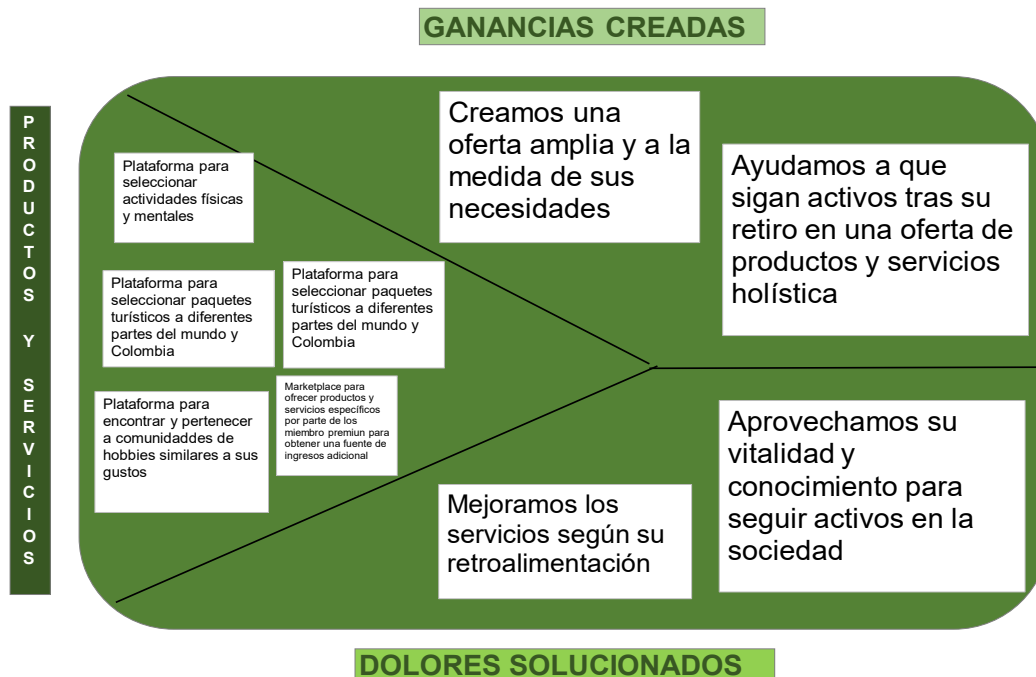 GANANCIAS CREADAS
PRODUCTOS Y SERVICIOS
Plataforma para
seleccionar
actividades físicas
y mentales
Plataforma para
seleccionar paquetes
turísticos a diferentes
partes del mundo y
Colombia
Plataforma para
seleccionar paquetes
turísticos a diferentes
partes del mundo y
Colombia
Plataforma para
encontrar y pertenecer
a comunidaddes de
hobbies similares a sus
gustos
Marketplace para
ofrecer productos y
servicios específicos
por parte de los
miembro premiun para
obtener una fuente de
ingresos adicional
Creamos una
oferta amplia y a la
medida de sus
necesidades
Ayudamos a que
sigan activos tras su
retiro en una oferta de
productos y servicios
holística
Mejoramos los
servicios según su
retroalimentación
Aprovechamos su
vitalidad y
conocimiento para
seguir activos en la
sociedad
DOLORES SOLUCIONADOS